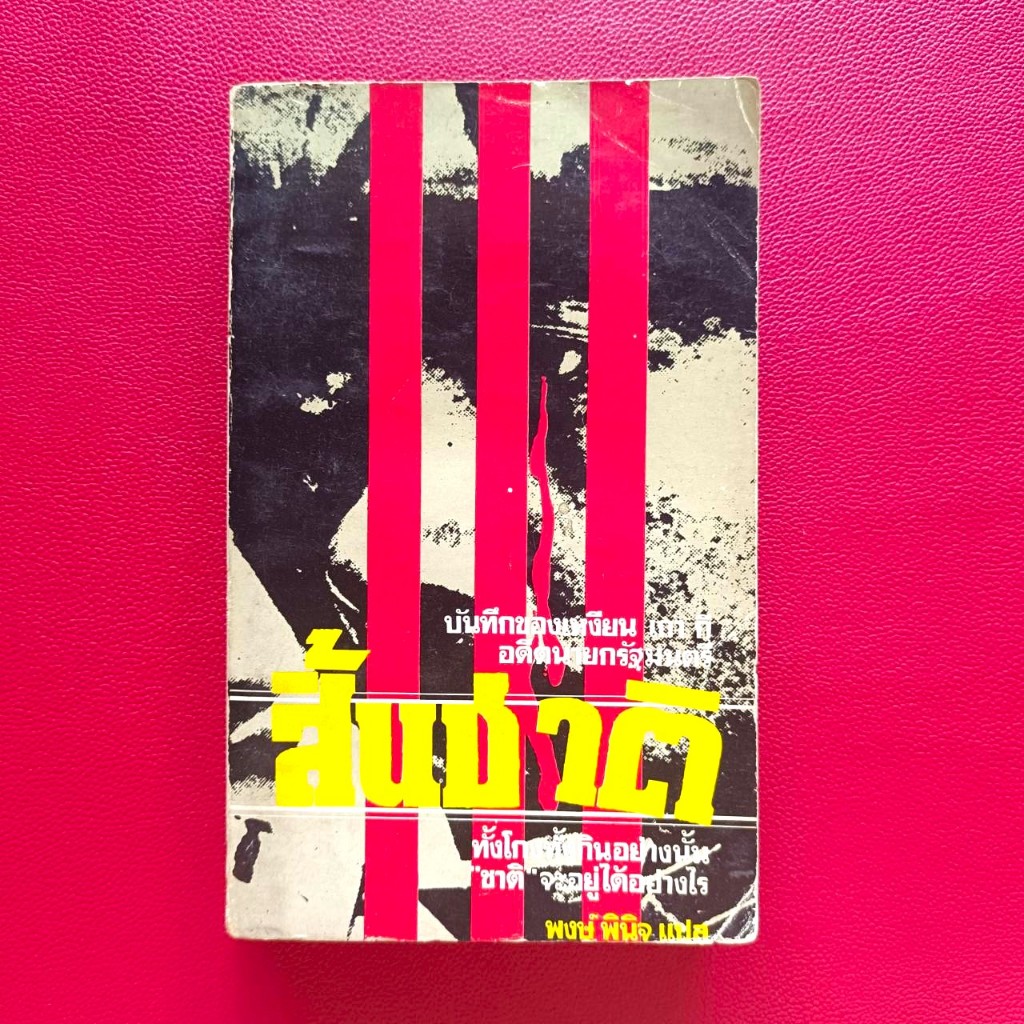 บันทึกของเหงียน เกา กี
อดีตนายกรัฐมนตรี
สิ้นชาติ
ทั้งโกงทั้งกินอย่างนั้น
"ชาติ"จะอยู่ได้อย่างไร
พงษ์ พินิจ แปล